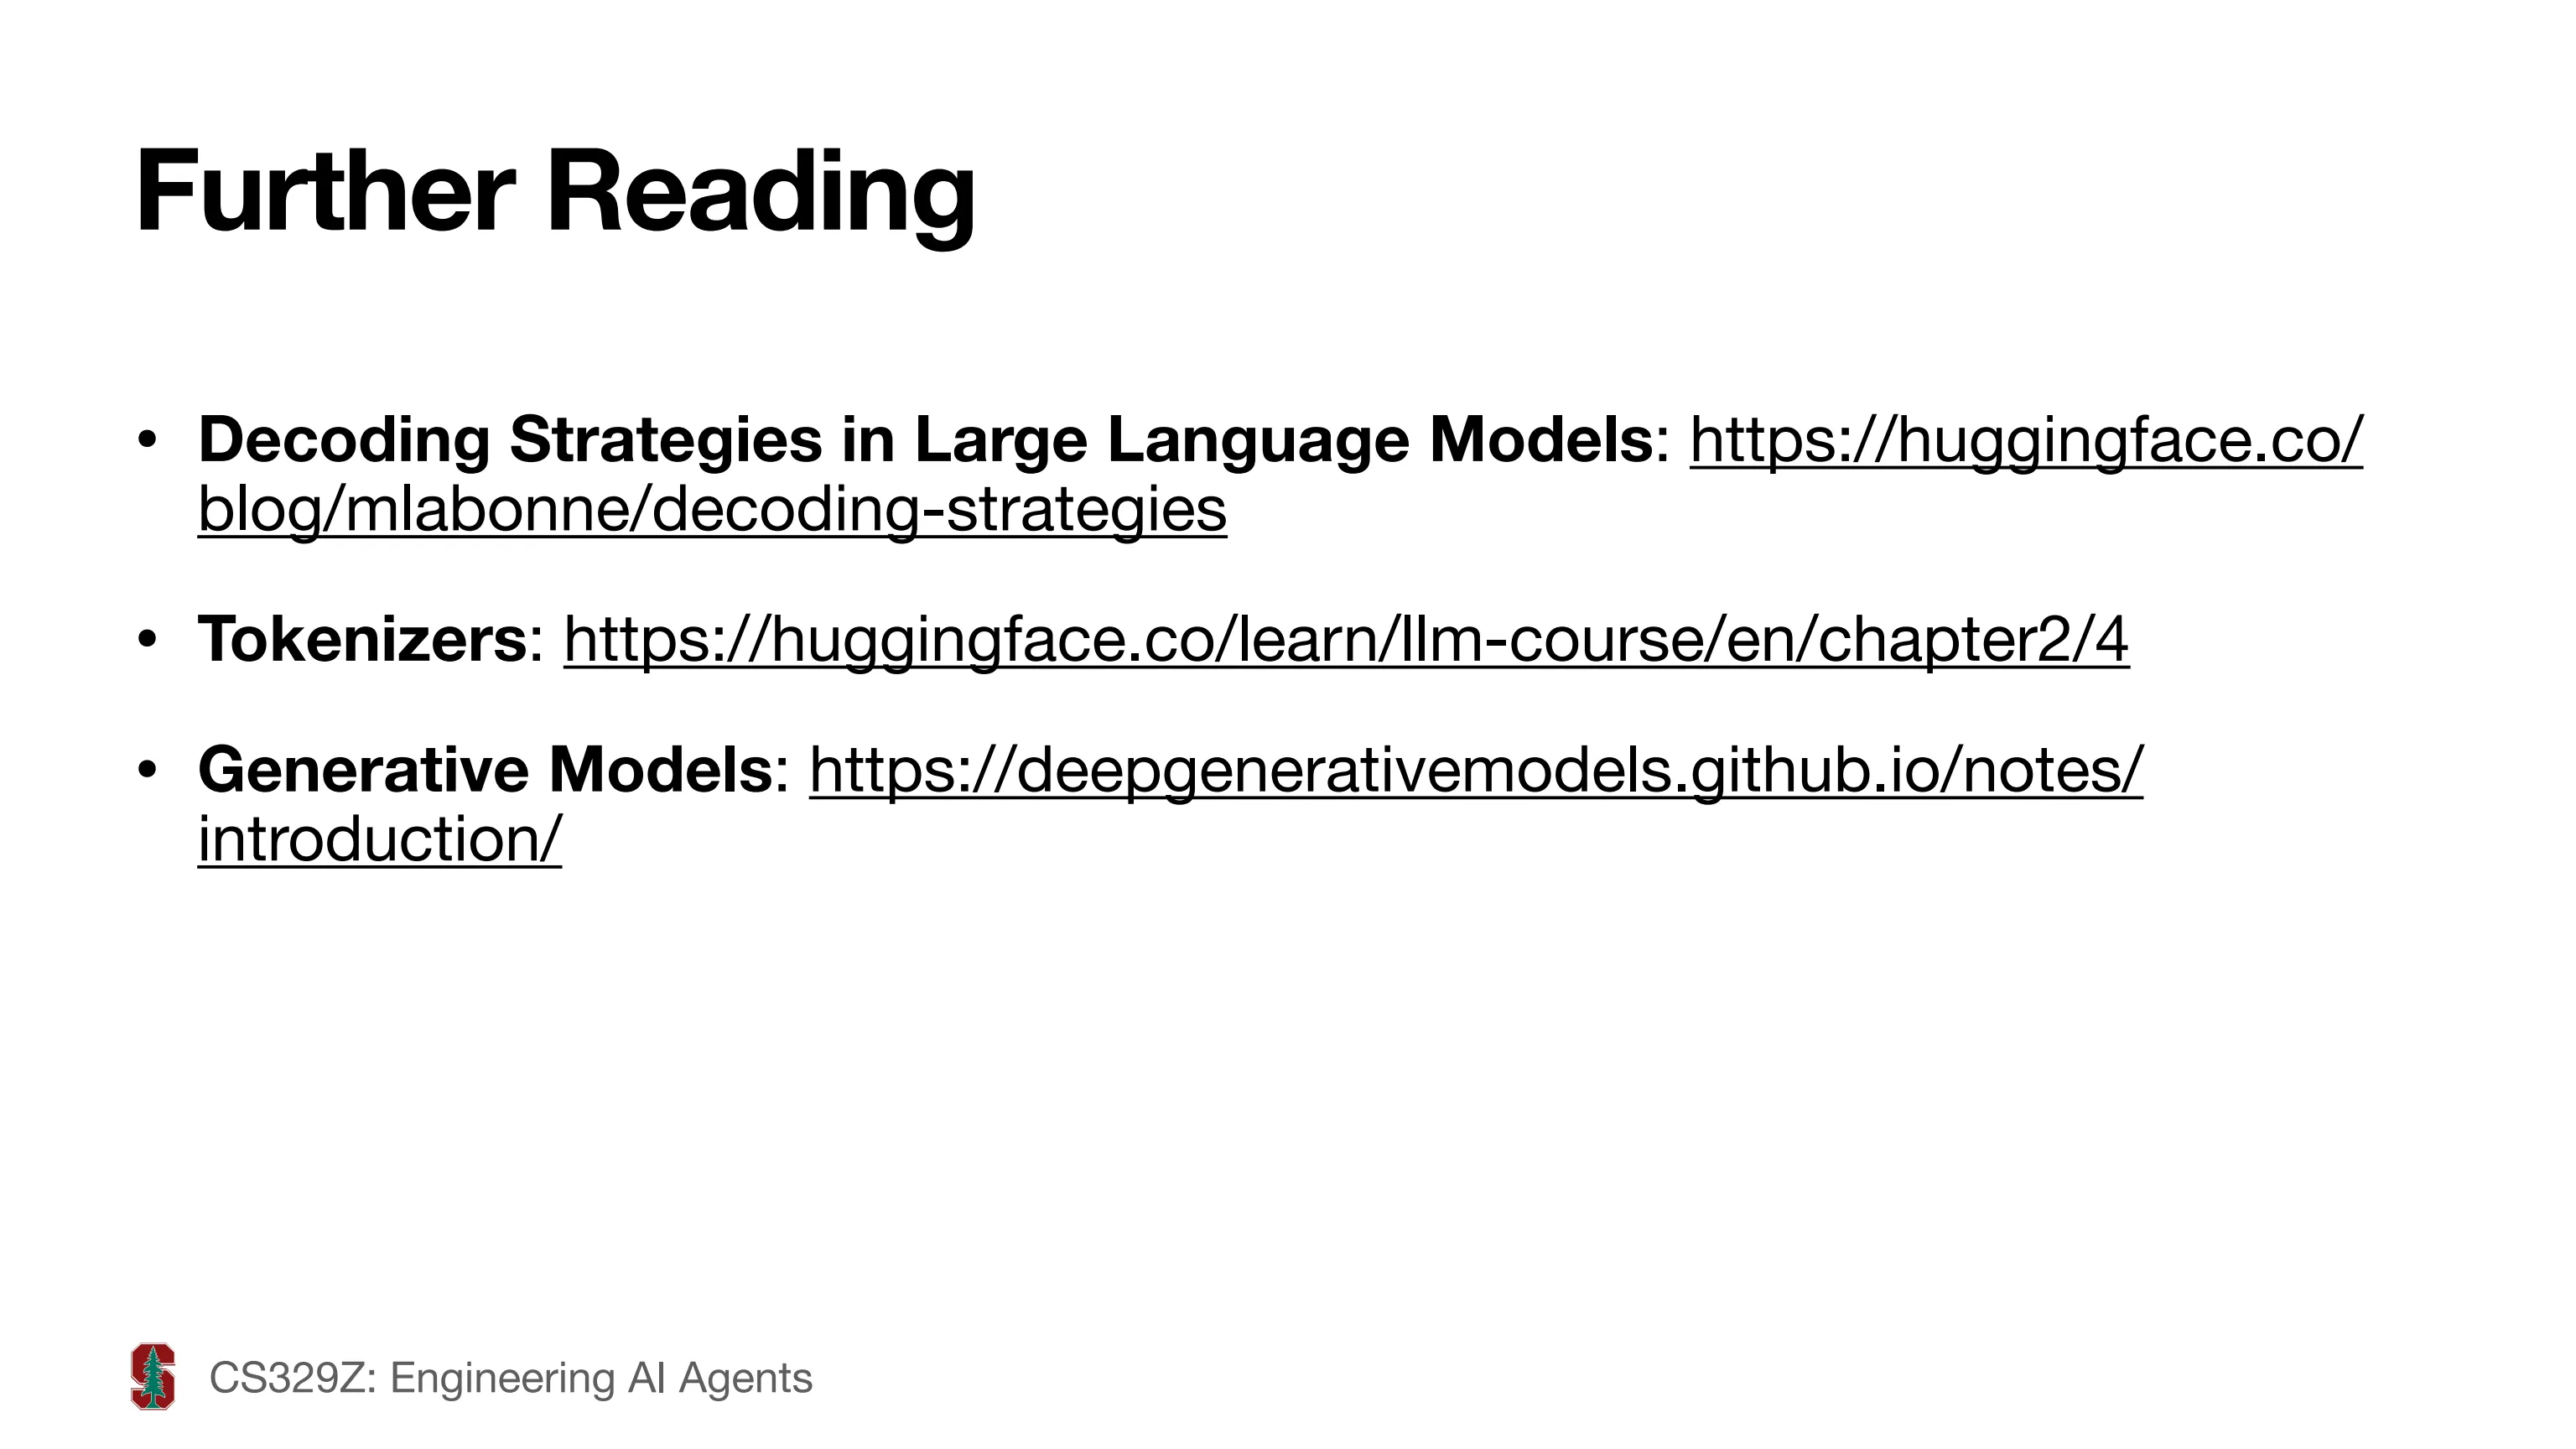 Further Reading
• Decoding Strategies in Large Language Models: https://huggingface.co/
blog/mlabonne/decoding-strategies
• Tokenizers: https://huggingface.co/learn/llm-course/en/chapter2/4
• Generative Models: https://deepgenerativemodels.github.io/notes/
introduction/
CS329Z: Engineering AI Agents